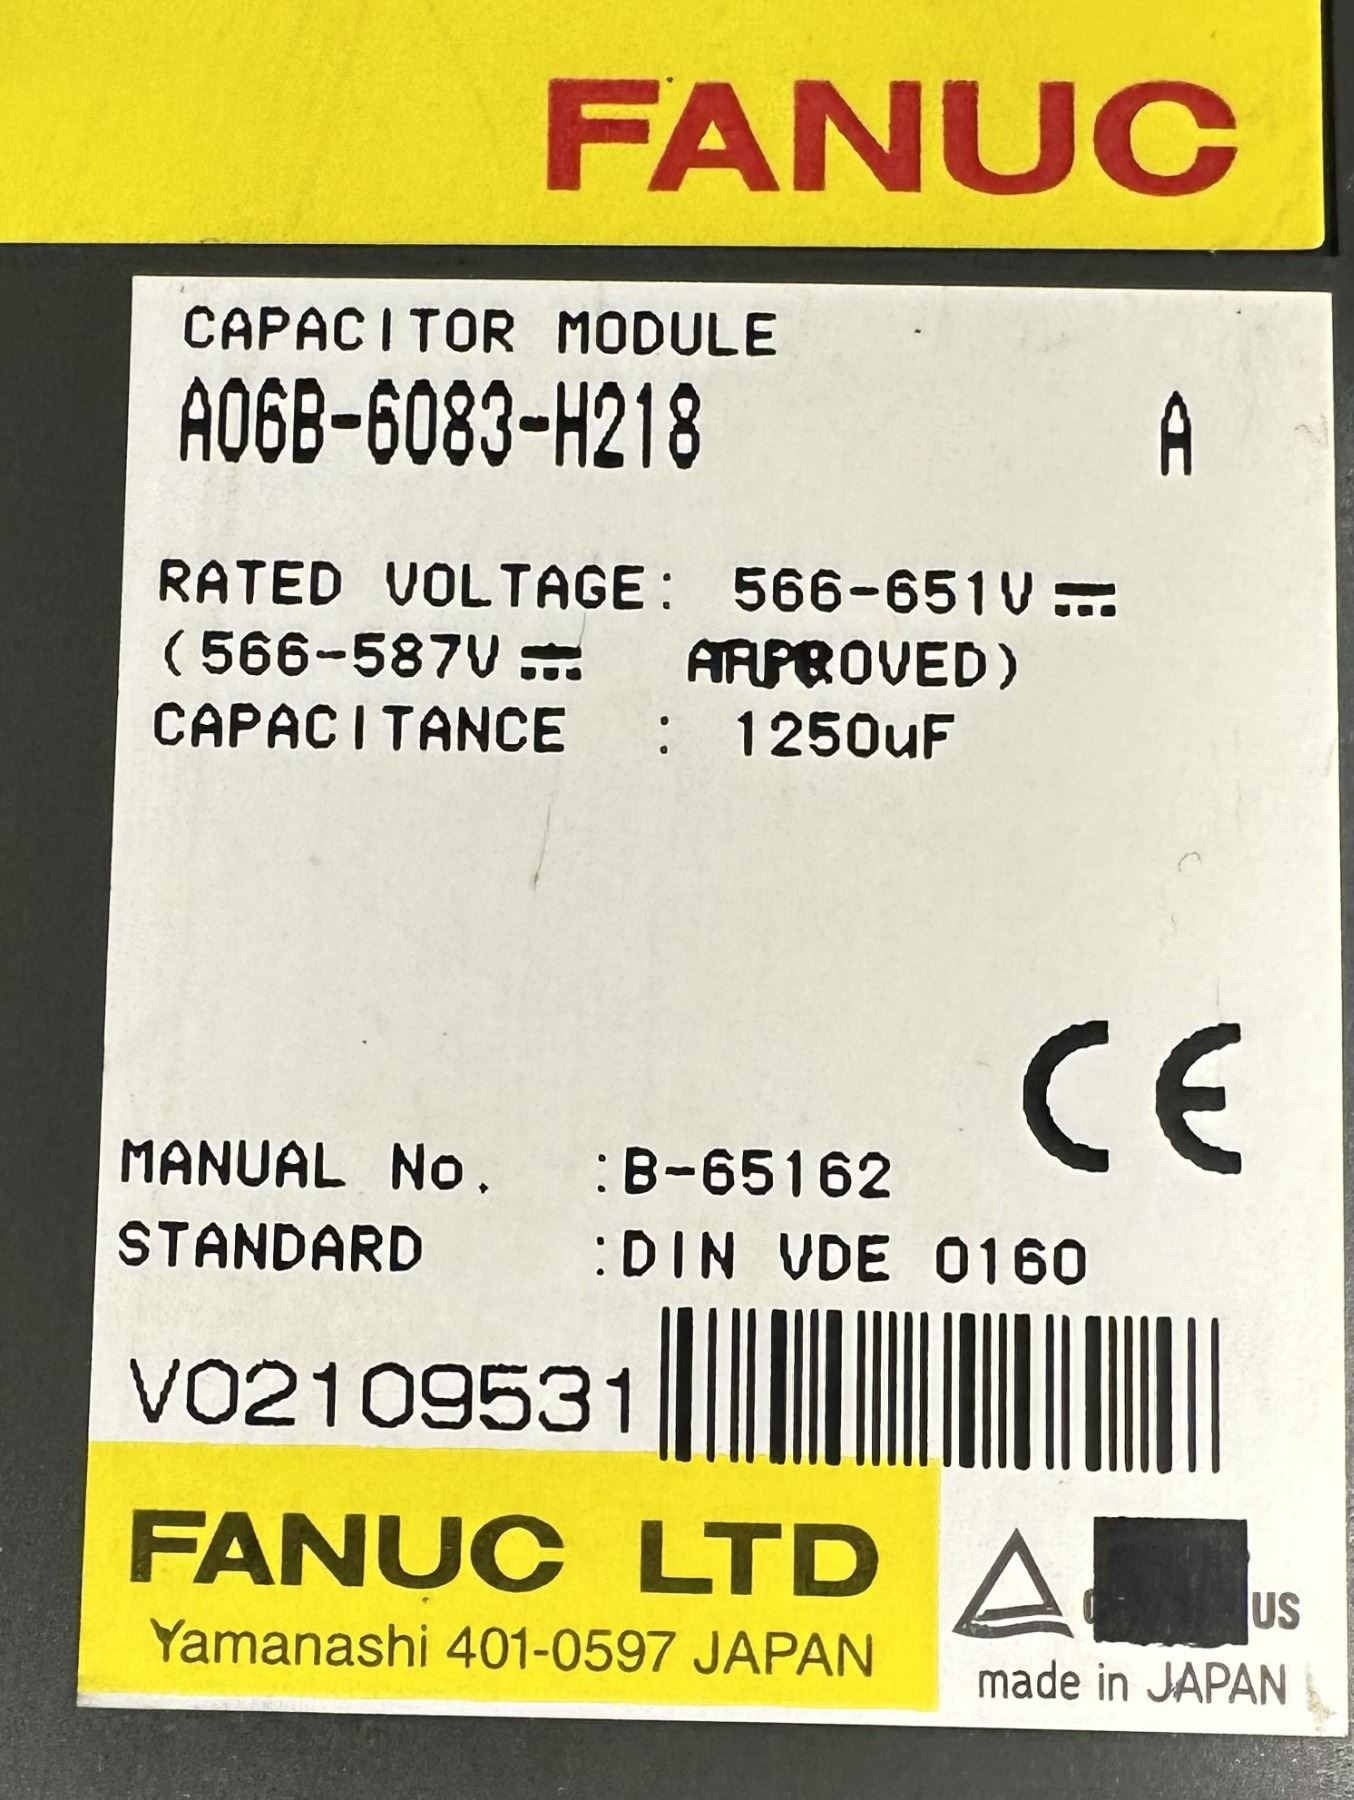 FANUC
CAPACITOR MODULE
A06B-6083-H218 A
RATED VOLTAGE: 566-651V
(566-587V )
CAPACITANCE : 1250uF
CE
MANUAL No. :B-65162
STANDARD :DIN VDE 0160
V02109531
FANUC LTD
Yamanashi 401-0597 JAPAN
US
made in JAPAN